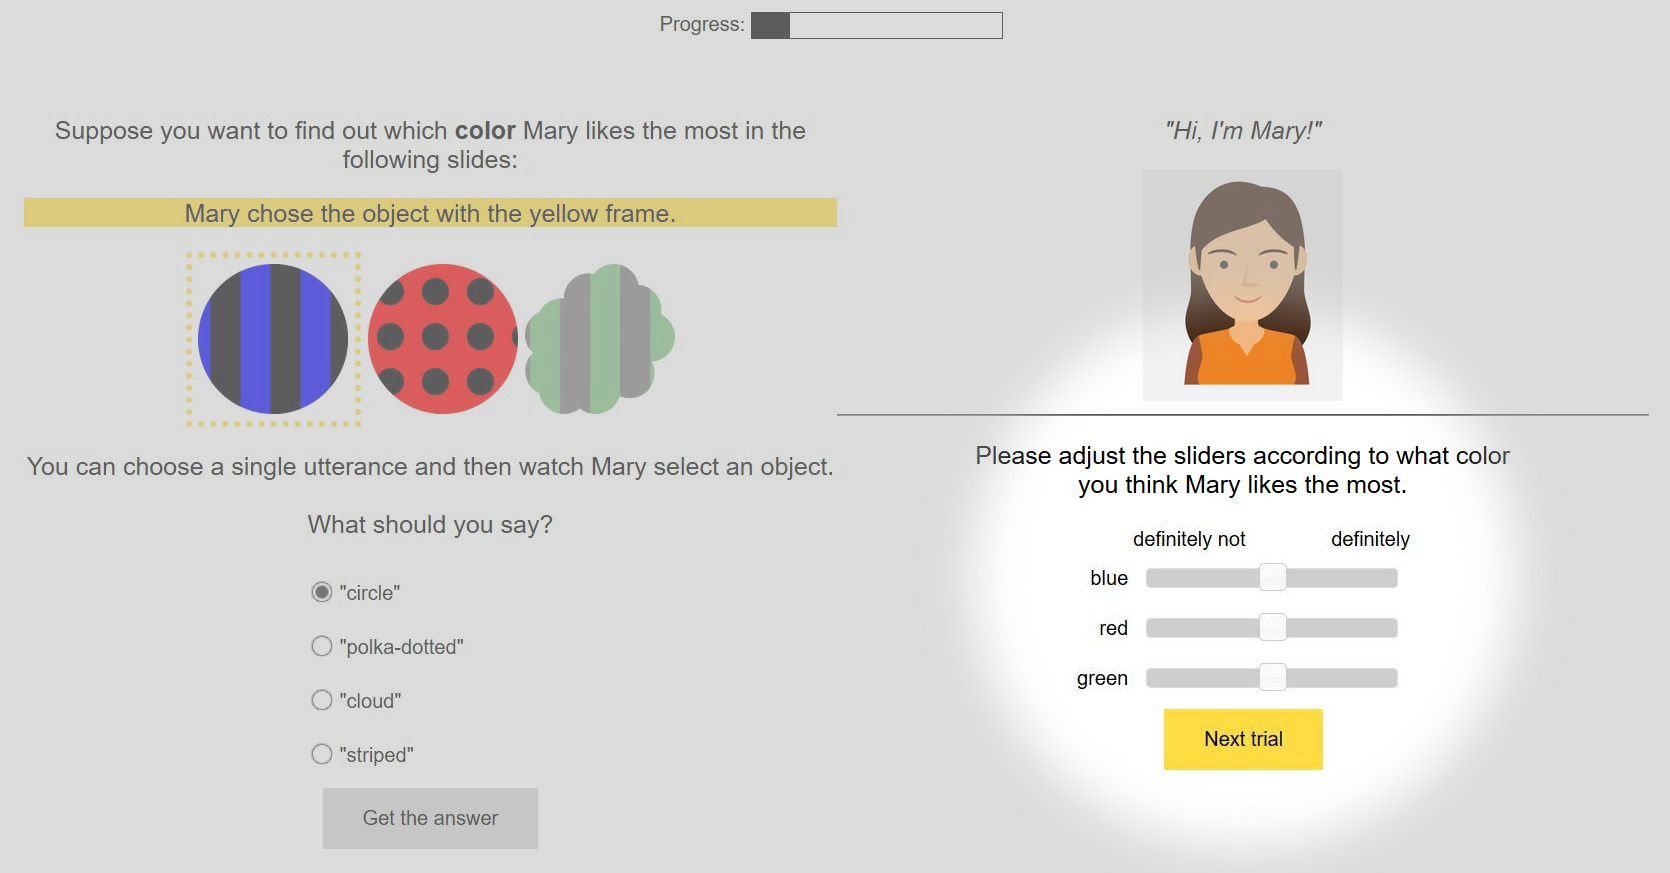 Progress:
Suppose you want to find out which color Mary likes the most in the
following slides:
Mary chose the object with the yellow frame.
You can choose a single utterance and then watch Mary select an object.
What should you say?
"circle"
"polka-dotted"
"cloud"
"striped"
Get the answer
"Hi, I'm Mary!"
Please adjust the sliders according to what color
you think Mary likes the most.
definitely not definitely
blue
red
green
Next trial